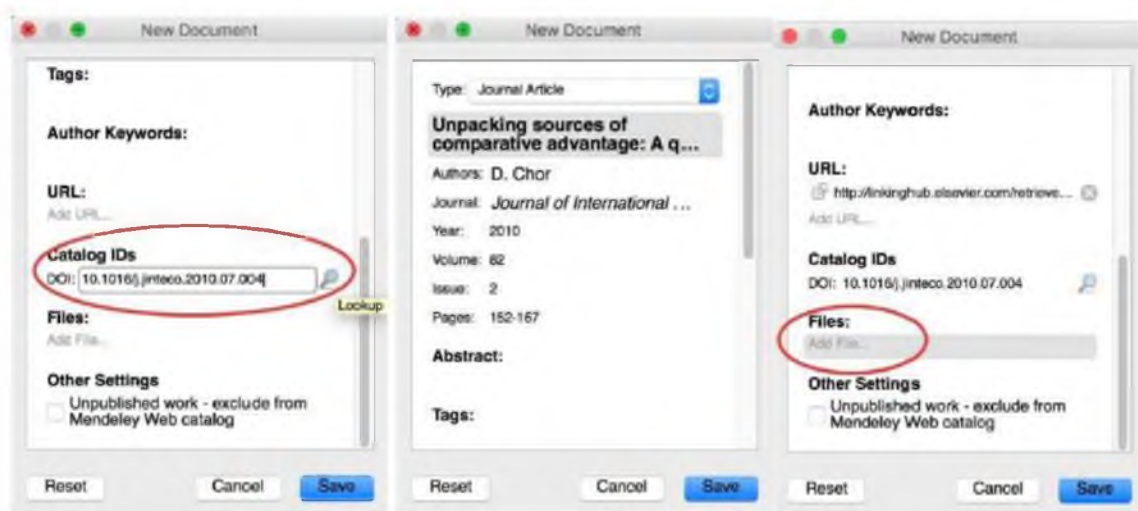 New Document
Tags:
Author Keywords:
URL:
Add URL...
Catalog IDs
DOI: 10.1016/j.jinteco.2010.07.004
Lookup
Files:
Add File...
Other Settings
Unpublished work - exclude from
Mendeley Web catalog
Reset Cancel Save
New Document
Type: Journal Article
Unpacking sources of
comparative advantage: A q...
Authors: D. Chor
Journal: Journal of International ...
Year: 2010
Volume: 82
Issue: 2
Pages: 152-167
Abstract:
Tags:
Reset Cancel Save
New Document
Author Keywords:
URL:
http://linkinghub.elsevier.com/retrieve...
Add URL...
Catalog IDs
DOI: 10.1016/j.jinteco.2010.07.004
Files:
Add File...
Other Settings
Unpublished work - exclude from
Mendeley Web catalog
Reset Cancel Save